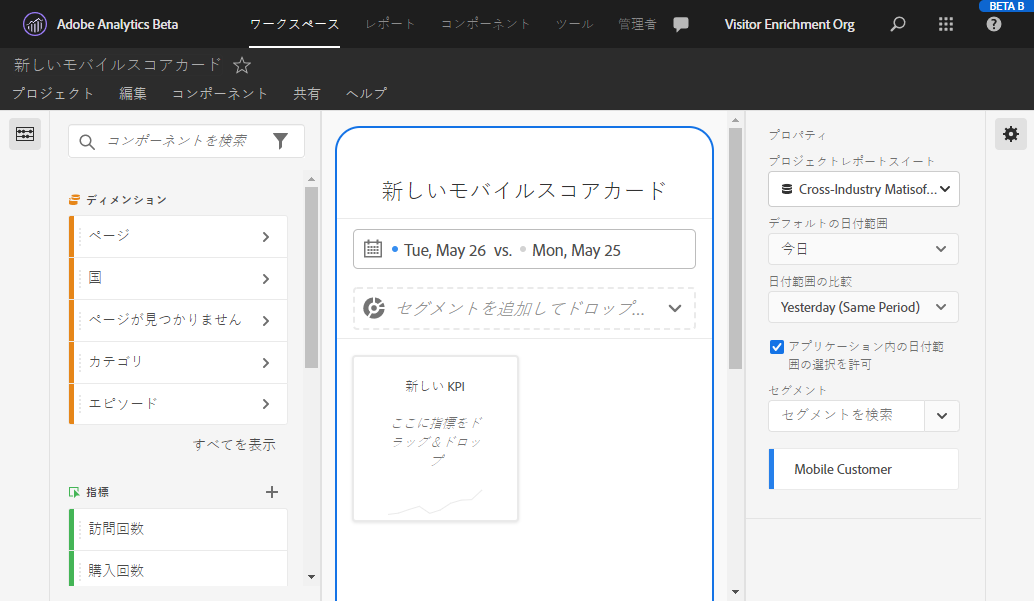 BETA B
Adobe Analytics Beta
ワークスペース
レポート
コンポーネント
ツール
管理者
Visitor Enrichment Org
新しいモバイルスコアカード
プロジェクト
編集
コンポーネント
共有
ヘルプ
コンポーネントを検索
ディメンション
ページ
国
ページが見つかりません
カテゴリ
エピソード
すべてを表示
指標
訪問回数
購入回数
新しいモバイルスコアカード
Tue, May 26 vs. Mon, May 25
セグメントを追加してドロップ...
新しい KPI
ここに指標をド
ラッグ＆ドロッ
プ
プロパティ
プロジェクトレポートスイート
Cross-Industry Matisof...
デフォルトの日付範囲
今日
日付範囲の比較
Yesterday (Same Period)
アプリケーション内の日付範
囲の選択を許可
セグメント
セグメントを検索
Mobile Customer